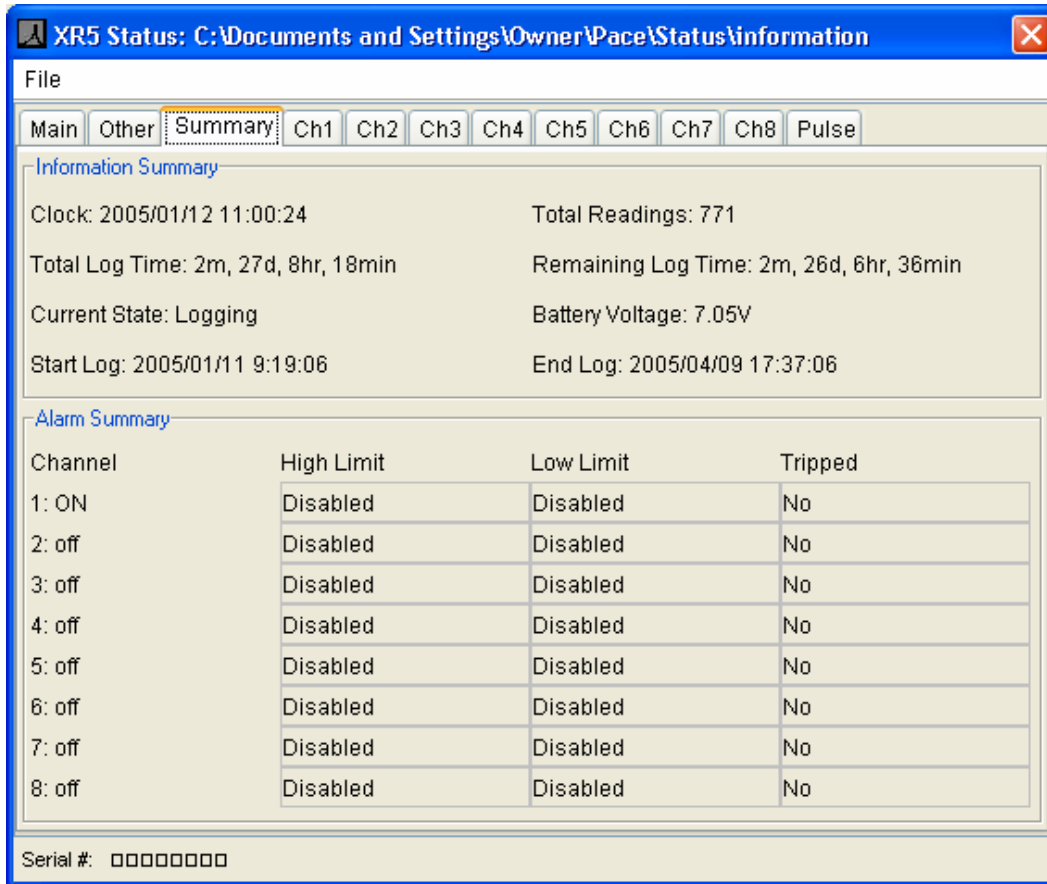 XR5 Status: C:\Documents and Settings\Owner\Pace\Status\information
File
Main Other Summary Ch1 Ch2 Ch3 Ch4 Ch5 Ch6 Ch7 Ch8 Pulse
Information Summary
Clock: 2005/01/12 11:00:24 Total Readings: 771
Total Log Time: 2m, 27d, 8hr, 18min Remaining Log Time: 2m, 26d, 6hr, 36min
Current State: Logging Battery Voltage: 7.05V
Start Log: 2005/01/11 9:19:06 End Log: 2005/04/09 17:37:06
Alarm Summary
Channel High Limit Low Limit Tripped
1: ON Disabled Disabled No
2: off Disabled Disabled No
3: off Disabled Disabled No
4: off Disabled Disabled No
5: off Disabled Disabled No
6: off Disabled Disabled No
7: off Disabled Disabled No
8: off Disabled Disabled No
Serial #: □□□□□□□□